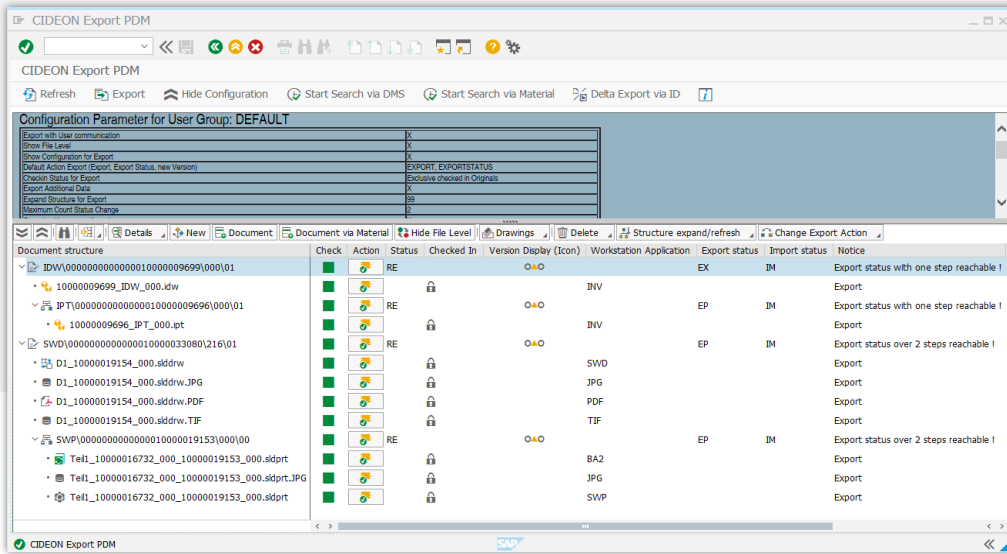 CIDEON Export PDM
CIDEON Export PDM
Refresh Export Hide Configuration Start Search via DMS Start Search via Material Delta Export via ID
Configuration Parameter for User Group: DEFAULT
Export with User communication X
Show File Level X
Show Configuration for Export X
Default Action Export (Export, Export Status, new Version) EXPORT, EXPORTSTATUS
Checkin Status for Export Exclusive checked in Originals
Export Additional Data X
Expand Structure for Export 99
Maximum Count Status Change 2
Details New Document Document via Material Hide File Level Drawings Delete Structure expand/refresh Change Export Action
Document structure Check Action Status Checked In Version Display (Icon) Workstation Application Export status Import status Notice
IDW\0000000000000010000009699\000\01 RE EX IM Export status with one step reachable !
10000009699_IDW_000.idw INV Export
IPT\0000000000000010000009696\000\01 RE EP IM Export status with one step reachable !
10000009696_IPT_000.ipt INV Export
SWD\0000000000000010000033080\216\01 RE EP IM Export status over 2 steps reachable !
D1_10000019154_000.slddrw SWD Export
D1_10000019154_000.slddrw.JPG JPG Export
D1_10000019154_000.slddrw.PDF PDF Export
D1_10000019154_000.slddrw.TIF TIF Export
SWP\0000000000000010000019153\000\00 RE EP IM Export status over 2 steps reachable !
Teil1_10000016732_000_10000019153_000.sldprt BA2 Export
Teil1_10000016732_000_10000019153_000.sldprt.JPG JPG Export
Teil1_10000016732_000_10000019153_000.sldprt SWP Export
CIDEON Export PDM SAP